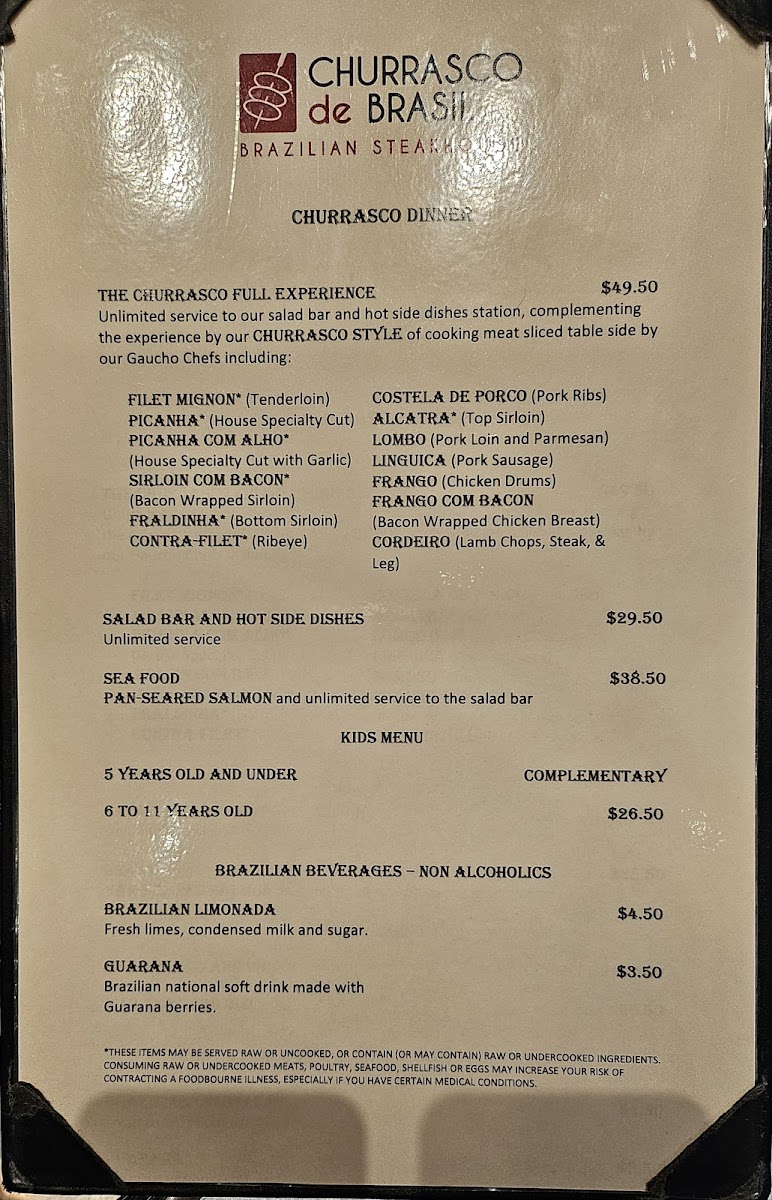 CHURRASCO
de BRASIL
BRAZILIAN
CHURRASCO DINNER
THE CHURRASCO FULL EXPERIENCE $49.50
Unlimited service to our salad bar and hot side dishes station, complementing
the experience by our CHURRASCO STYLE of cooking meat sliced table side by
our Gaucho Chefs including:
FILET MIGNON* (Tenderloin)
PICANHA* (House Specialty Cut)
PICANHA COM ALHO*
(House Specialty Cut with Garlic)
SIRLOIN COM BACON*
(Bacon Wrapped Sirloin)
FRALDINHA* (Bottom Sirloin)
CONTRA-FILET* (Ribeye)
COSTELA DE PORCO (Pork Ribs)
ALCATRA* (Top Sirloin)
LOMBO (Pork Loin and Parmesan)
LINGUICA (Pork Sausage)
FRANGO (Chicken Drums)
FRANGO COM BACON
(Bacon Wrapped Chicken Breast)
CORDEIRO (Lamb Chops, Steak, &
Leg)
SALAD BAR AND HOT SIDE DISHES $29.50
Unlimited service
SEA FOOD $38.50
PAN-SEARED SALMON and unlimited service to the salad bar
KIDS MENU
5 YEARS OLD AND UNDER COMPLEMENTARY
6 TO 11 YEARS OLD $26.50
BRAZILIAN BEVERAGES – NON ALCOHOLICS
BRAZILIAN LIMONADA $4.50
Fresh limes, condensed milk and sugar.
GUARANA $3.50
Brazilian national soft drink made with
Guarana berries.
*THESE ITEMS MAY BE SERVED RAW OR UNCOOKED, OR CONTAIN (OR MAY CONTAIN) RAW OR UNDERCOOKED INGREDIENTS.
CONSUMING RAW OR UNDERCOOKED MEATS, POULTRY, SEAFOOD, SHELLFISH OR EGGS MAY INCREASE YOUR RISK OF
CONTRACTING A FOODBOURNE ILLNESS, ESPECIALLY IF YOU HAVE CERTAIN MEDICAL CONDITIONS.